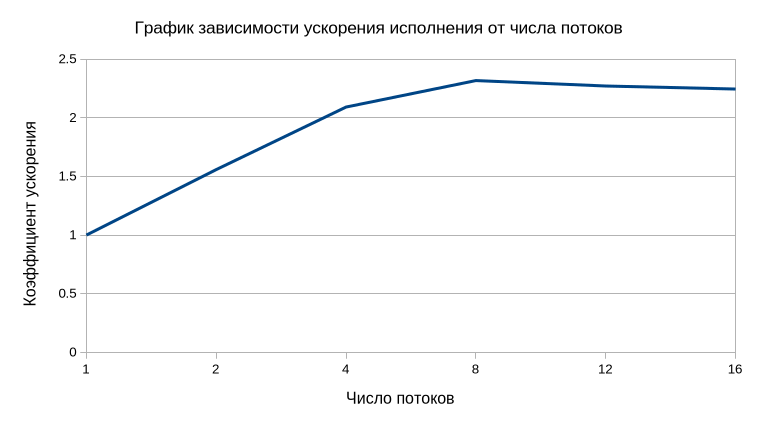 График зависимости ускорения исполнения от числа потоков
Коэффициент ускорения
2.5
2
1.5
1
0.5
0
1 2 4 8 12 16
Число потоков